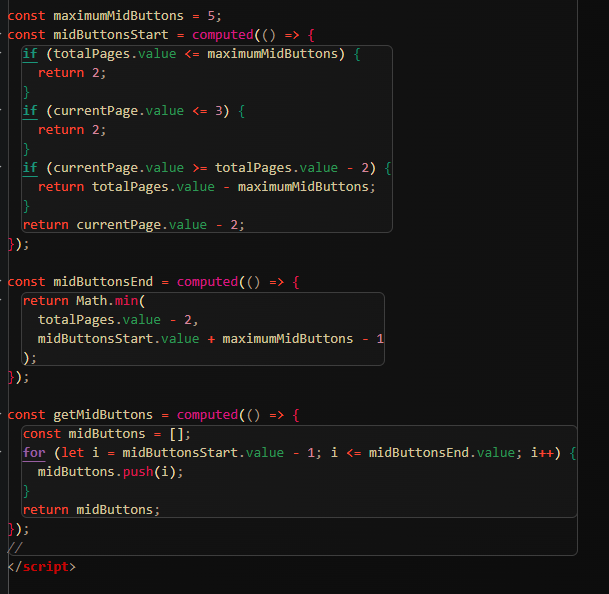 const maximumMidButtons = 5;
const midButtonsStart = computed(() => {
  if (totalPages.value <= maximumMidButtons) {
    return 2;
  }
  if (currentPage.value <= 3) {
    return 2;
  }
  if (currentPage.value >= totalPages.value - 2) {
    return totalPages.value - maximumMidButtons;
  }
  return currentPage.value - 2;
});

const midButtonsEnd = computed(() => {
  return Math.min(
    totalPages.value - 2,
    midButtonsStart.value + maximumMidButtons - 1
  );
});

const getMidButtons = computed(() => {
  const midButtons = [];
  for (let i = midButtonsStart.value - 1; i <= midButtonsEnd.value; i++) {
    midButtons.push(i);
  }
  return midButtons;
});
//
</script>